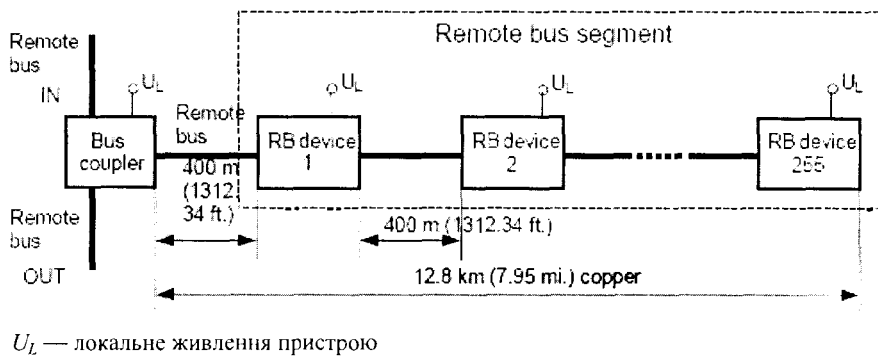 Remote bus segment
Remote
bus
IN
U_L
Bus
coupler
Remote
bus
400 m
(1312.
34 ft.)
U_L
RB device
1
U_L
RB device
2
U_L
RB device
255
Remote
bus
OUT
400 m (1312.34 ft.)
12.8 km (7.95 mi.) copper
U_L — локальне живлення пристрою